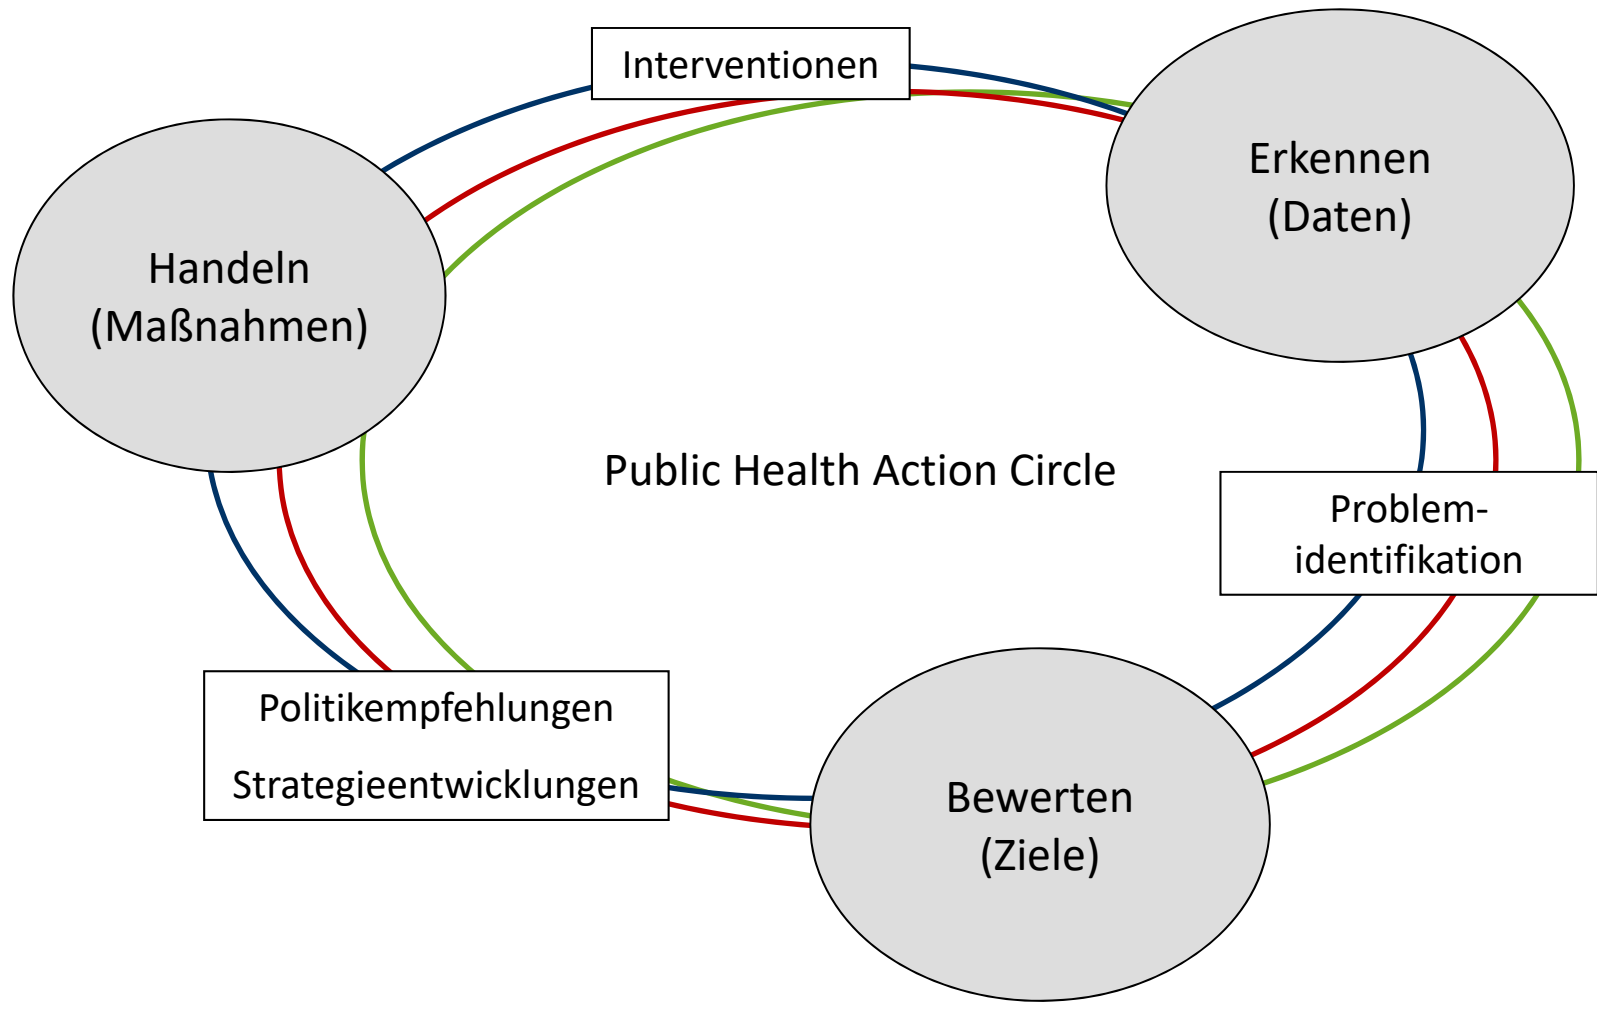 Interventionen
Erkennen
(Daten)
Handeln
(Maßnahmen)
Public Health Action Circle
Problem-
identifikation
Politikempfehlungen
Strategieentwicklungen
Bewerten
(Ziele)